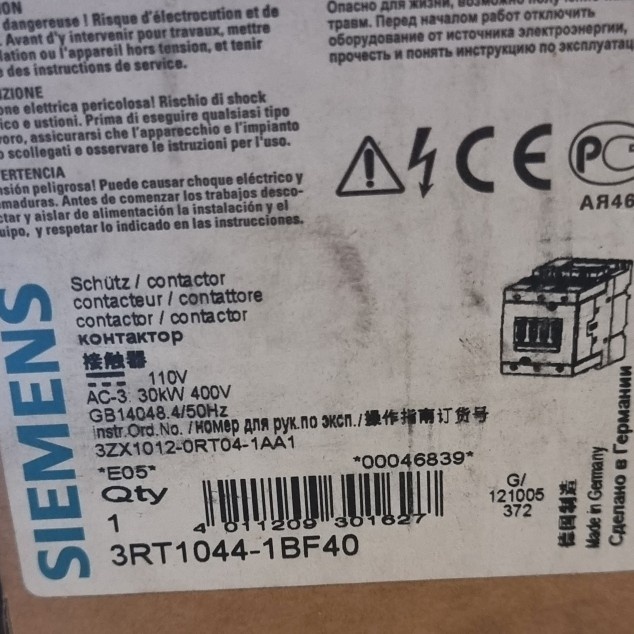 ION
dangereuse ! Risque d'électrocution et de
. Avant d'y intervenir pour travaux, mettre
lation ou l'appareil hors tension, et tenir
e des instructions de service.
ZIONE
one elettrica pericolosa! Rischio di shock
ico e ustioni. Prima di eseguire qualsiasi tipo
voro, assicurarsi che l'apparecchio e l'impianto
o scollegati e osservare le istruzioni per l'uso.
ERTENCIA
nsión peligrosa! Puede causar choque eléctrico y
maduras. Antes de comenzar los trabajos desco-
ctar y aislar de alimentación la instalación y el
uipo, y respetar lo indicado en las instrucciones.
Опасно для жизни, возможно
травм. Перед началом работ отключить
оборудование от источника электроэнергии,
прочесть и понять инструкцию по эксплуатац
CE
PC
АЯ46
SIEMENS
Schütz / contactor
contacteur / contattore
contactor / contactor
контактор
接触器
110V
AC-3: 30kW 400V
GB14048.4/50Hz
Instr.Ord.No. /номер для рук.по эксп./操作指南订货号
3ZX1012-0RT04-1AA1
*E05*
*00046839*
Qty
1
4 011209 301627
3RT1044-1BF40
G/
121005
372
德国制造
Made in Germany
Сделано в Германии